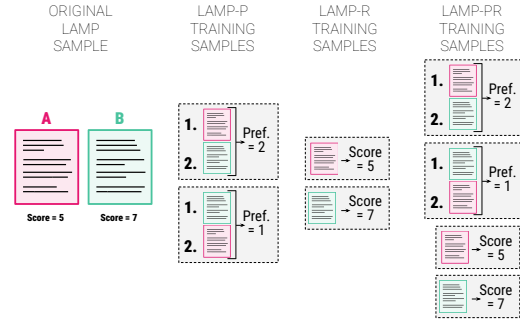 ORIGINAL
LAMP
SAMPLE
A
B
Score = 5
Score = 7
LAMP-P
TRAINING
SAMPLES
1.
2.
Pref.
= 2
1.
2.
Pref.
= 1
LAMP-R
TRAINING
SAMPLES
Score
= 5
Score
= 7
LAMP-PR
TRAINING
SAMPLES
1.
2.
Pref.
= 2
1.
2.
Pref.
= 1
Score
= 5
Score
= 7